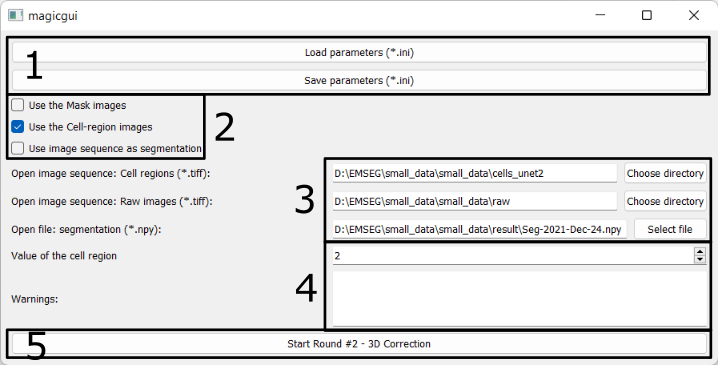 magicgui
1
Load parameters (*.ini)
Save parameters (*.ini)
2
Use the Mask images
Use the Cell-region images
Use image sequence as segmentation
3
Open image sequence: Cell regions (*.tiff): D:\EMSEG\small_data\small_data\cells_unet2 Choose directory
Open image sequence: Raw images (*.tiff): D:\EMSEG\small_data\small_data\raw Choose directory
Open file: segmentation (*.npy): D:\EMSEG\small_data\small_data\result\Seg-2021-Dec-24.npy Select file
4
Value of the cell region 2
Warnings:
5
Start Round #2 - 3D Correction